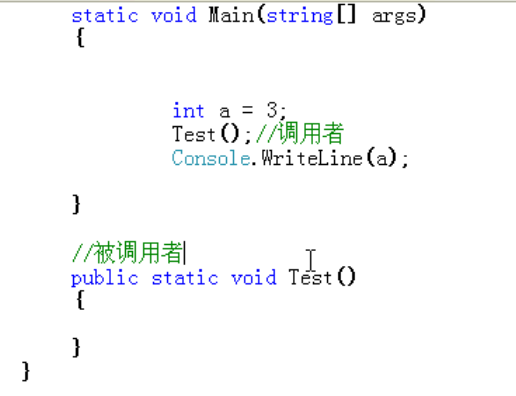 static void Main(string[] args)
{
int a = 3;
Test();//调用者
Console.WriteLine(a);
}
//被调用者
public static void Test()
{
}
}